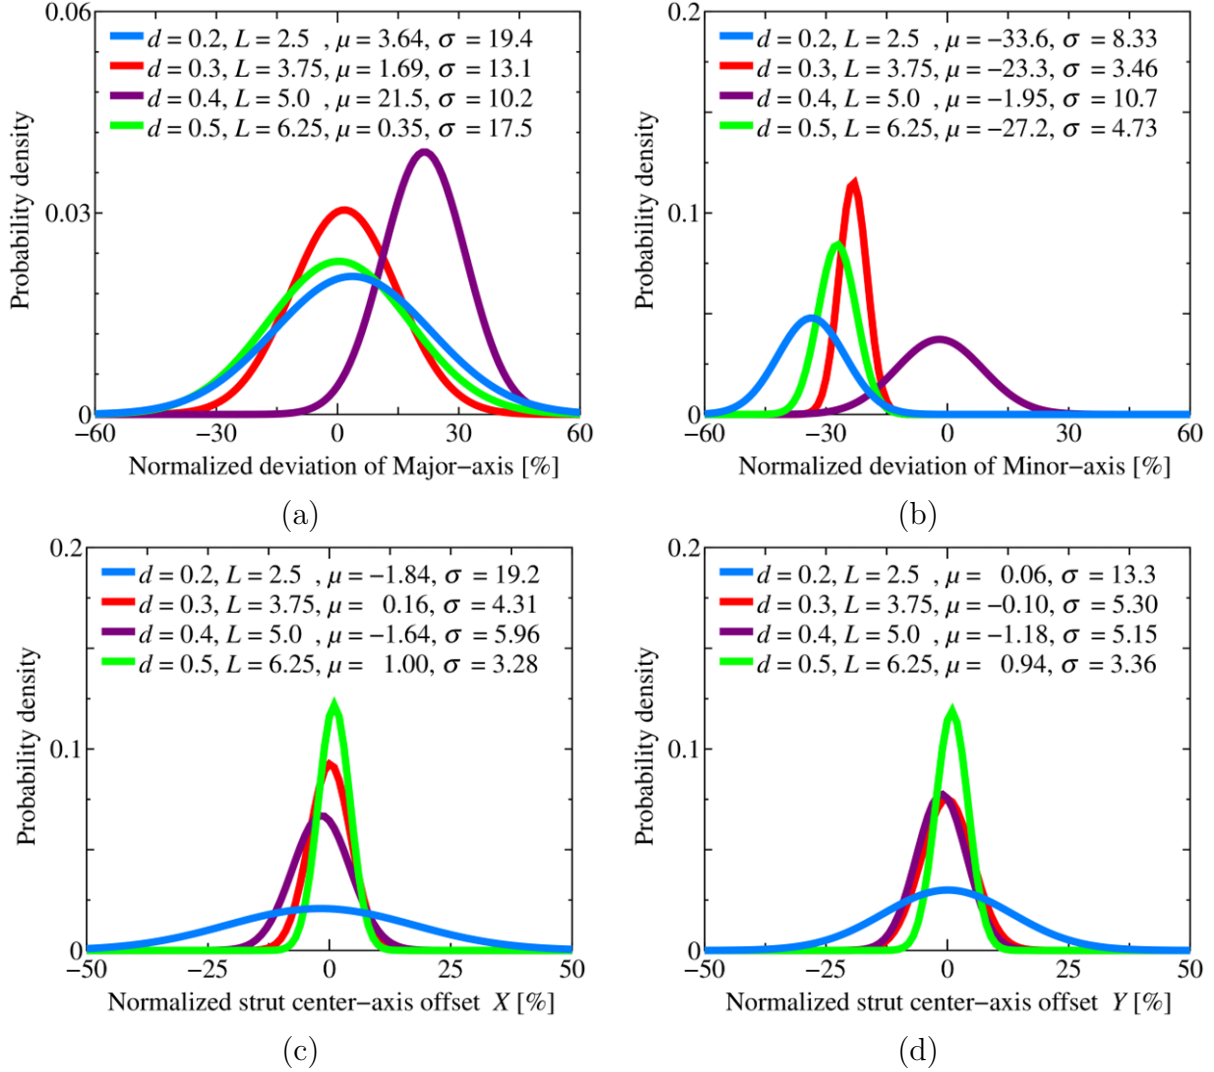 0.06
d = 0.2, L = 2.5 , μ = 3.64, σ = 19.4
d = 0.3, L = 3.75, μ = 1.69, σ = 13.1
d = 0.4, L = 5.0 , μ = 21.5, σ = 10.2
d = 0.5, L = 6.25, μ = 0.35, σ = 17.5
Probability density
0.03
0
−60 −30 0 30 60
Normalized deviation of Major−axis [%]
(a)
0.2
d = 0.2, L = 2.5 , μ = −33.6, σ = 8.33
d = 0.3, L = 3.75, μ = −23.3, σ = 3.46
d = 0.4, L = 5.0 , μ = −1.95, σ = 10.7
d = 0.5, L = 6.25, μ = −27.2, σ = 4.73
Probability density
0.1
0
−60 −30 0 30 60
Normalized deviation of Minor−axis [%]
(b)
0.2
d = 0.2, L = 2.5 , μ = −1.84, σ = 19.2
d = 0.3, L = 3.75, μ = 0.16, σ = 4.31
d = 0.4, L = 5.0 , μ = −1.64, σ = 5.96
d = 0.5, L = 6.25, μ = 1.00, σ = 3.28
Probability density
0.1
0
−50 −25 0 25 50
Normalized strut center−axis offset X [%]
(c)
0.2
d = 0.2, L = 2.5 , μ = 0.06, σ = 13.3
d = 0.3, L = 3.75, μ = −0.10, σ = 5.30
d = 0.4, L = 5.0 , μ = −1.18, σ = 5.15
d = 0.5, L = 6.25, μ = 0.94, σ = 3.36
Probability density
0.1
0
−50 −25 0 25 50
Normalized strut center−axis offset Y [%]
(d)